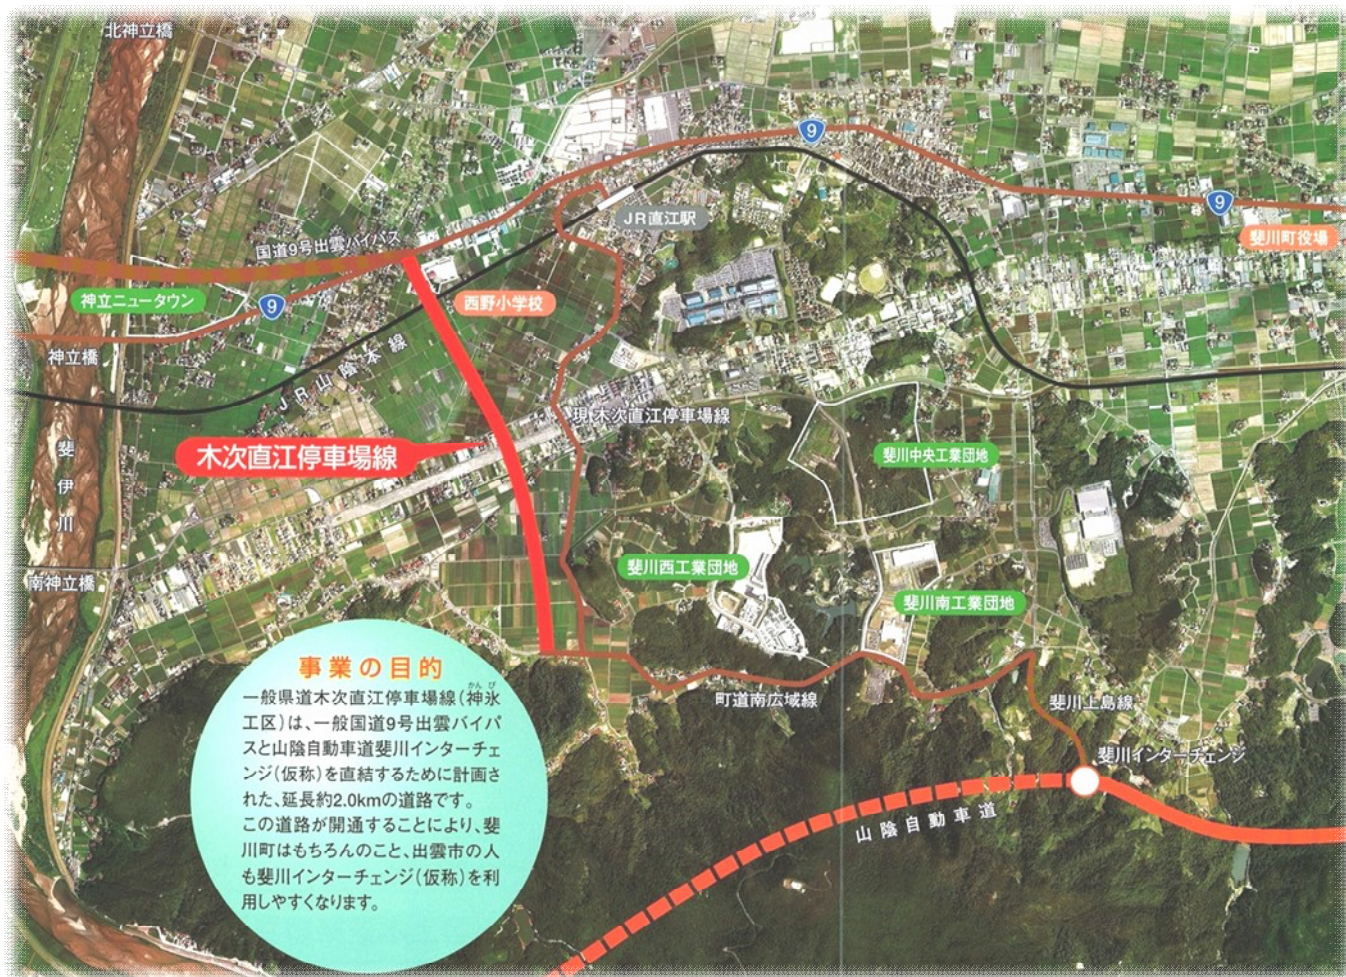 北神立橋
9
JR直江駅
9
斐川町役場
国道9号出雲バイパス
神立ニュータウン
9
西野小学校
神立橋
JR山陰本線
現 木次直江停車場線
木次直江停車場線
斐川中央工業団地
斐伊川
斐川西工業団地
南神立橋
斐川南工業団地
事業の目的
かんぴ
一般県道木次直江停車場線(神氷
工区)は、一般国道9号出雲バイパ
スと山陰自動車道斐川インターチェ
ンジ(仮称)を直結するために計画さ
れた、延長約2.0kmの道路です。
この道路が開通することにより、斐
川町はもちろんのこと、出雲市の人
も斐川インターチェンジ(仮称)を利
用しやすくなります。
町道南広域線
斐川上島線
斐川インターチェンジ
山陰自動車道